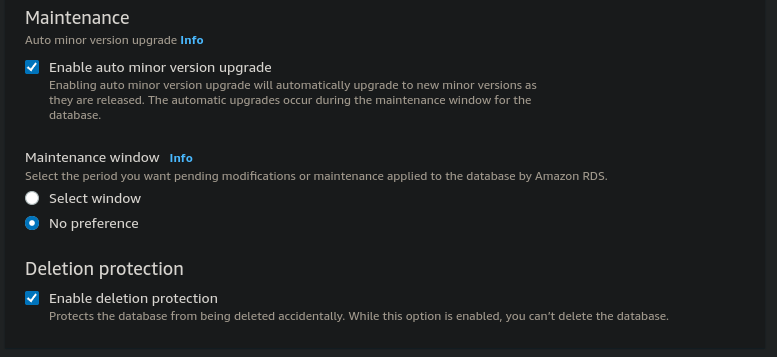 Maintenance
Auto minor version upgrade Info
Enable auto minor version upgrade
Enabling auto minor version upgrade will automatically upgrade to new minor versions as
they are released. The automatic upgrades occur during the maintenance window for the
database.
Maintenance window Info
Select the period you want pending modifications or maintenance applied to the database by Amazon RDS.
Select window
No preference
Deletion protection
Enable deletion protection
Protects the database from being deleted accidentally. While this option is enabled, you can’t delete the database.